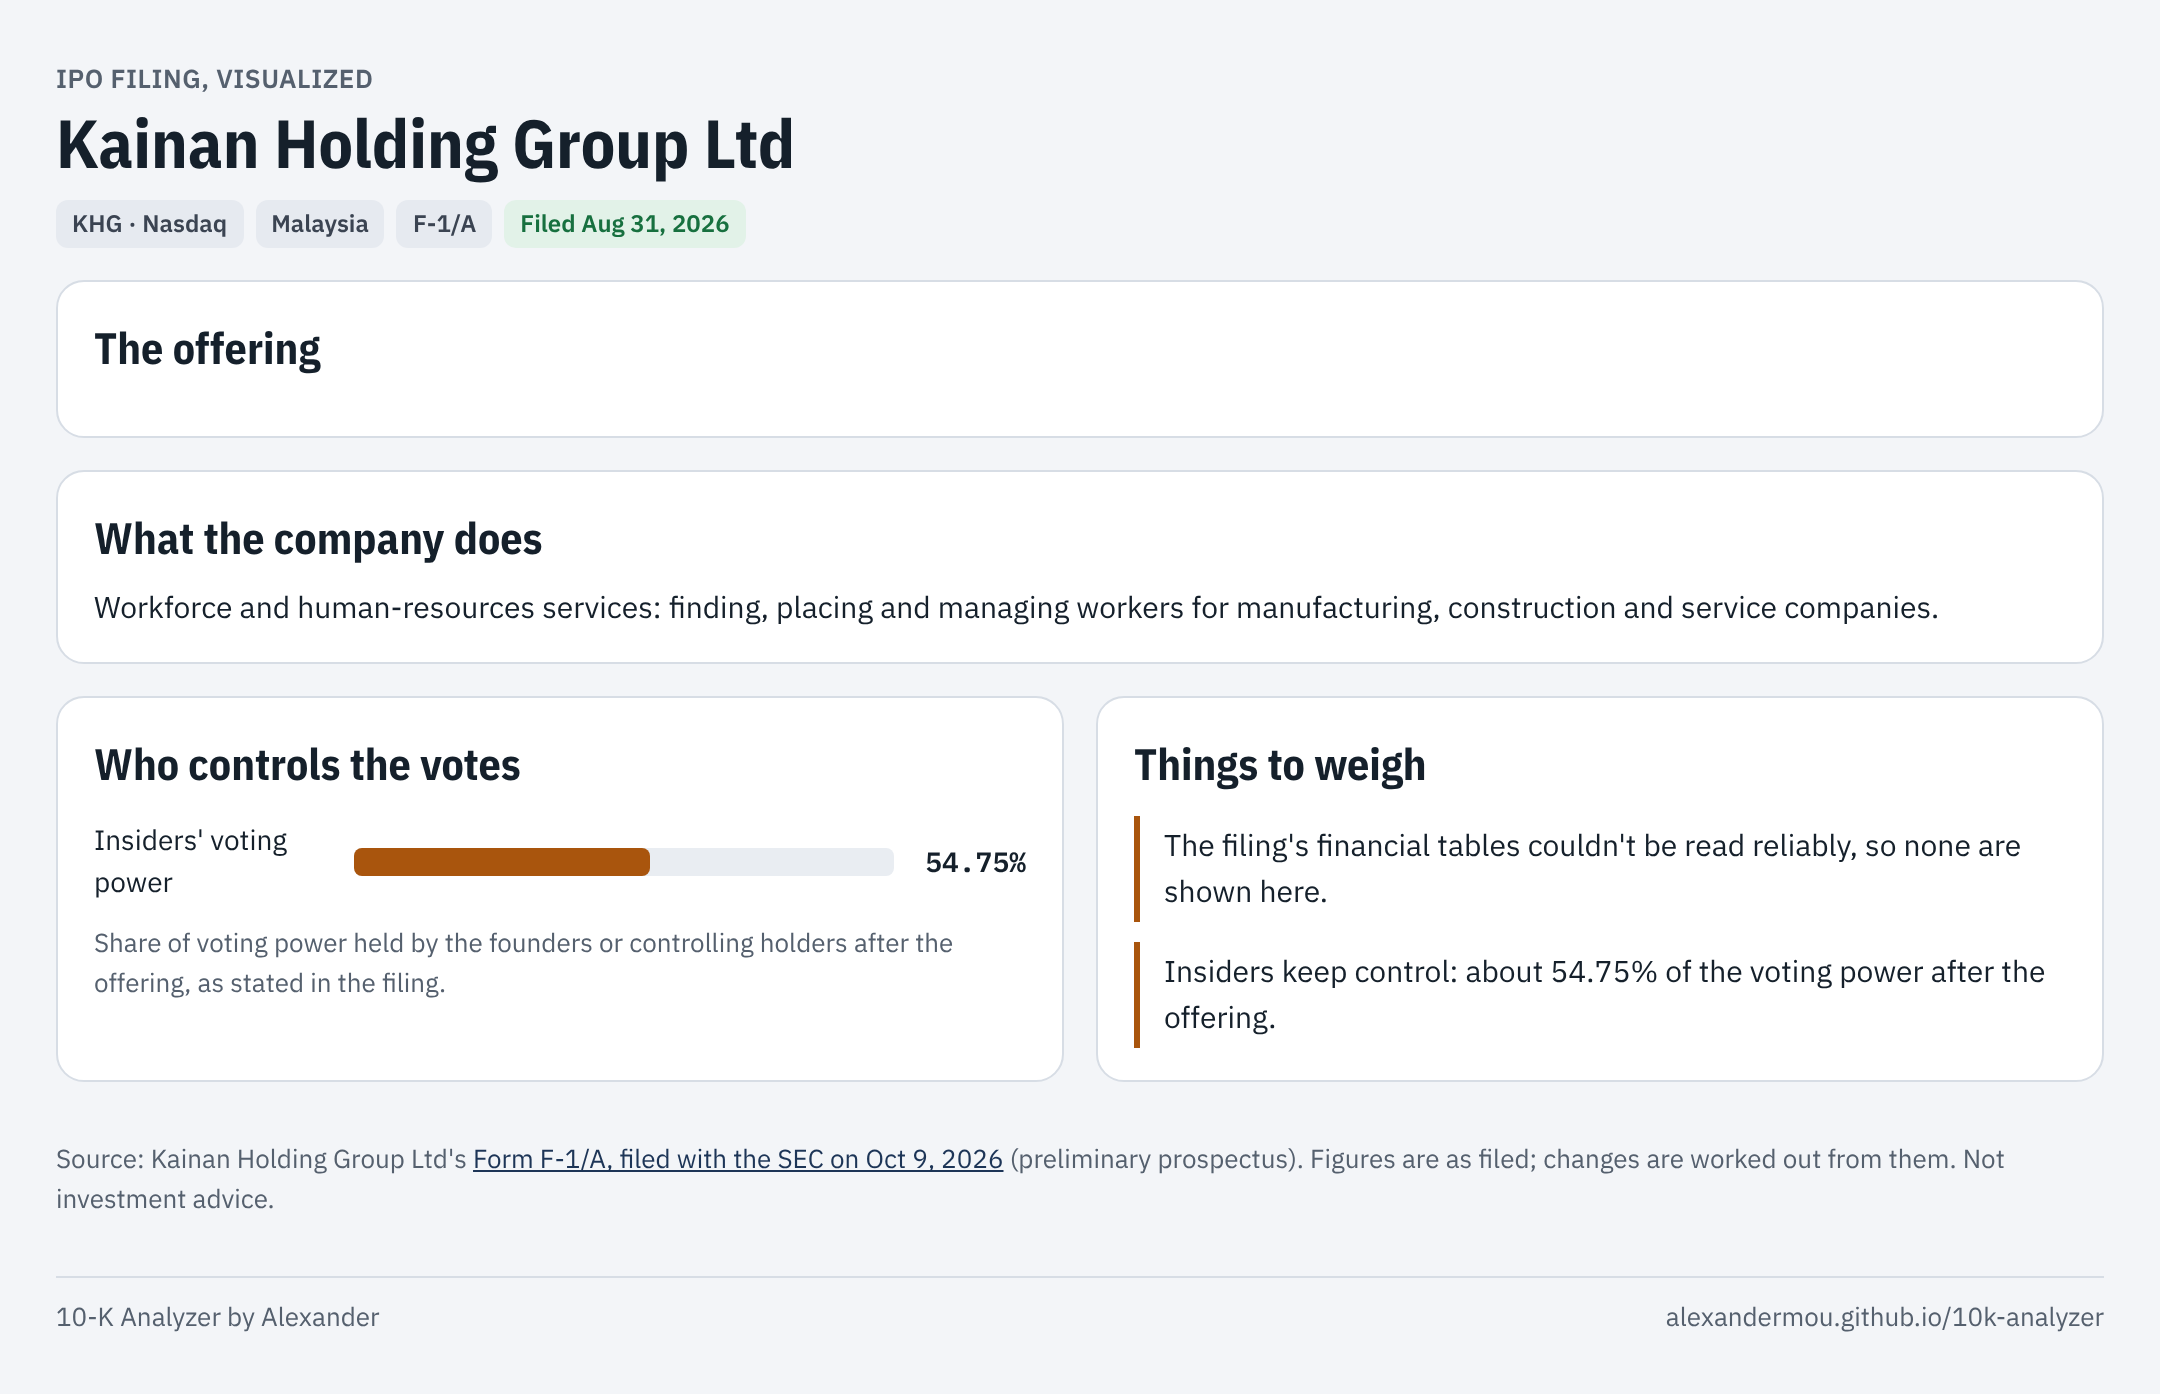 IPO FILING, VISUALIZED
Kainan Holding Group Ltd
KHG · Nasdaq
Malaysia
F-1/A
Filed Aug 31, 2026
The offering
What the company does
Workforce and human-resources services: finding, placing and managing workers for manufacturing, construction and service companies.
Who controls the votes
Insiders' voting
power
54.75%
Share of voting power held by the founders or controlling holders after the
offering, as stated in the filing.
Things to weigh
The filing's financial tables couldn't be read reliably, so none are
shown here.
Insiders keep control: about 54.75% of the voting power after the
offering.
Source: Kainan Holding Group Ltd's Form F-1/A, filed with the SEC on Oct 9, 2026 (preliminary prospectus). Figures are as filed; changes are worked out from them. Not
investment advice.
10-K Analyzer by Alexander
alexandermou.github.io/10k-analyzer